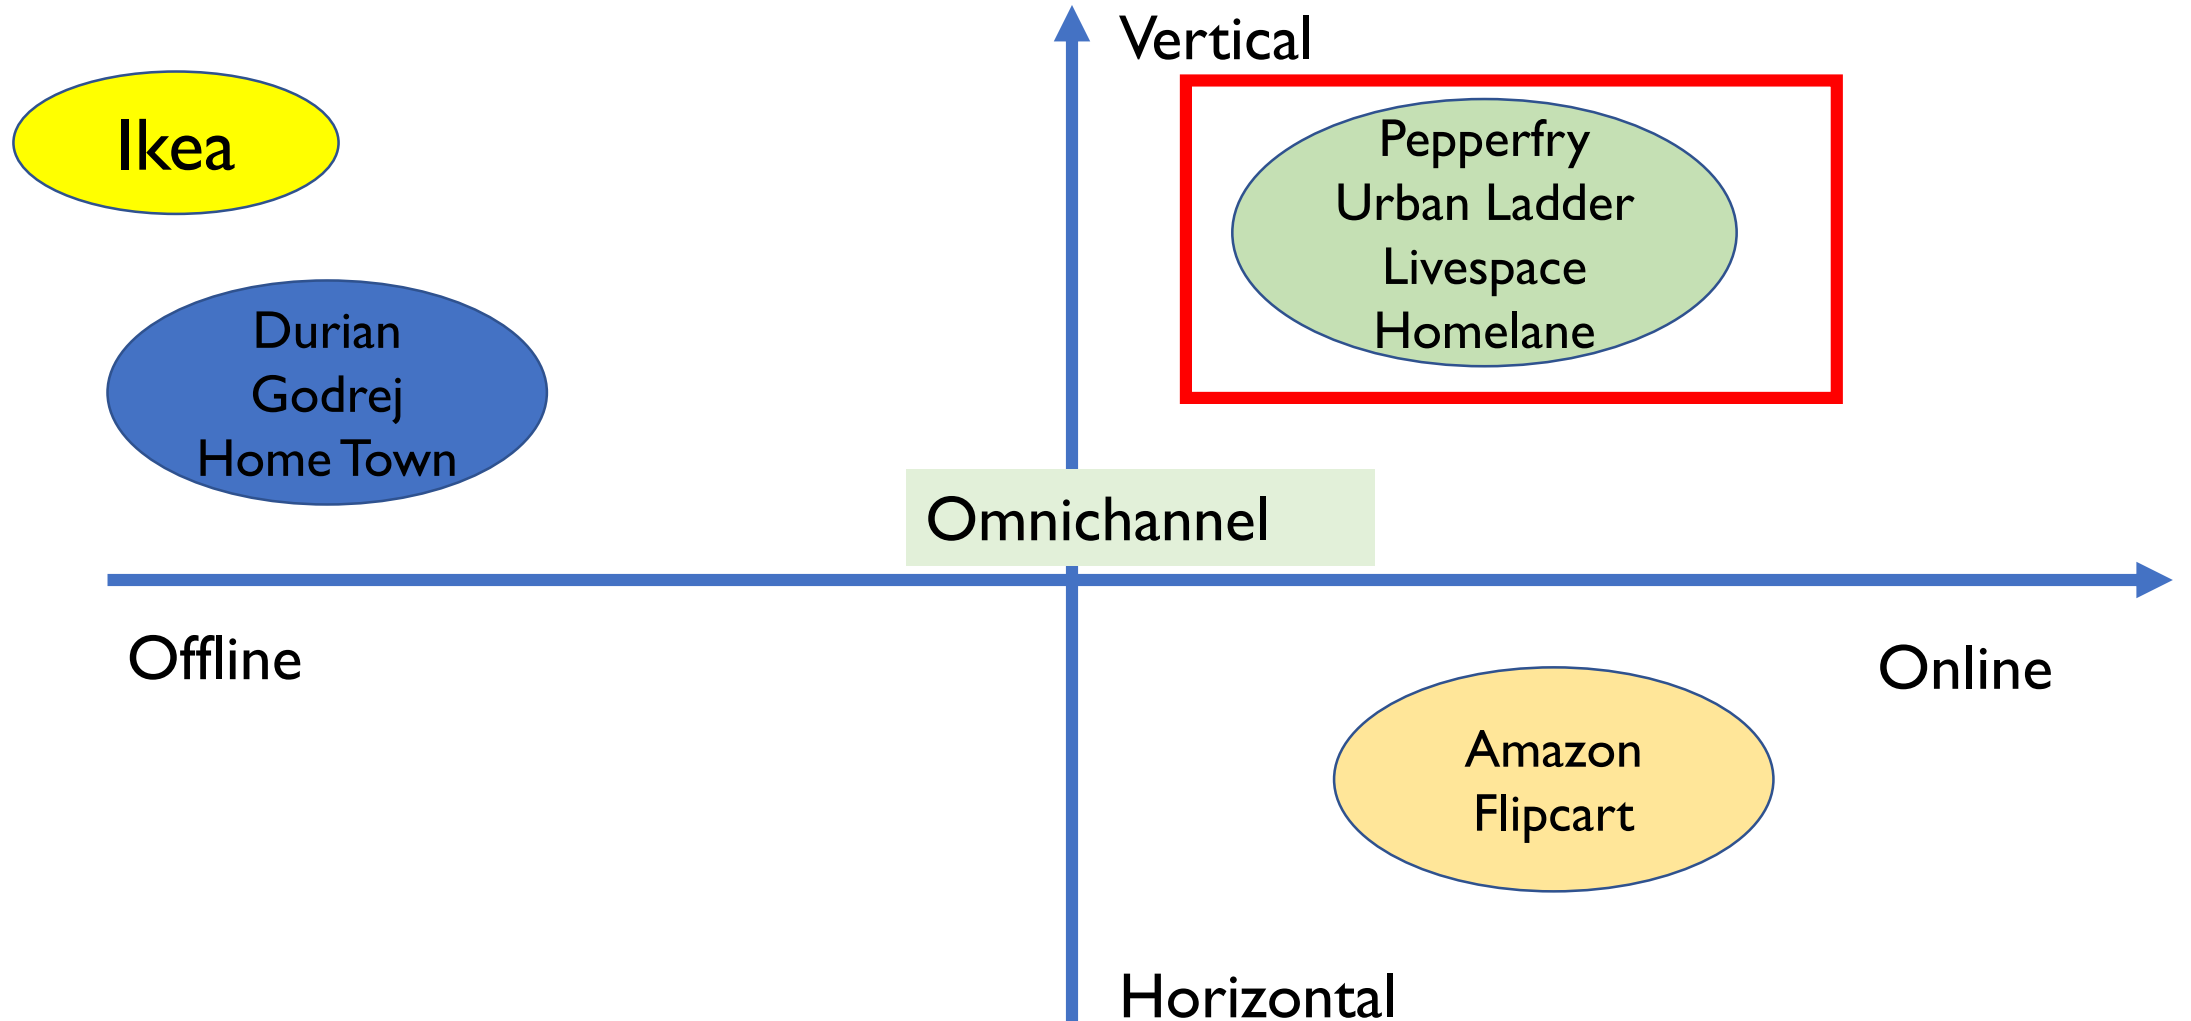 Vertical
Ikea
Pepperfry
Urban Ladder
Livespace
Homelane
Durian
Godrej
Home Town
Omnichannel
Offline
Online
Amazon
Flipcart
Horizontal